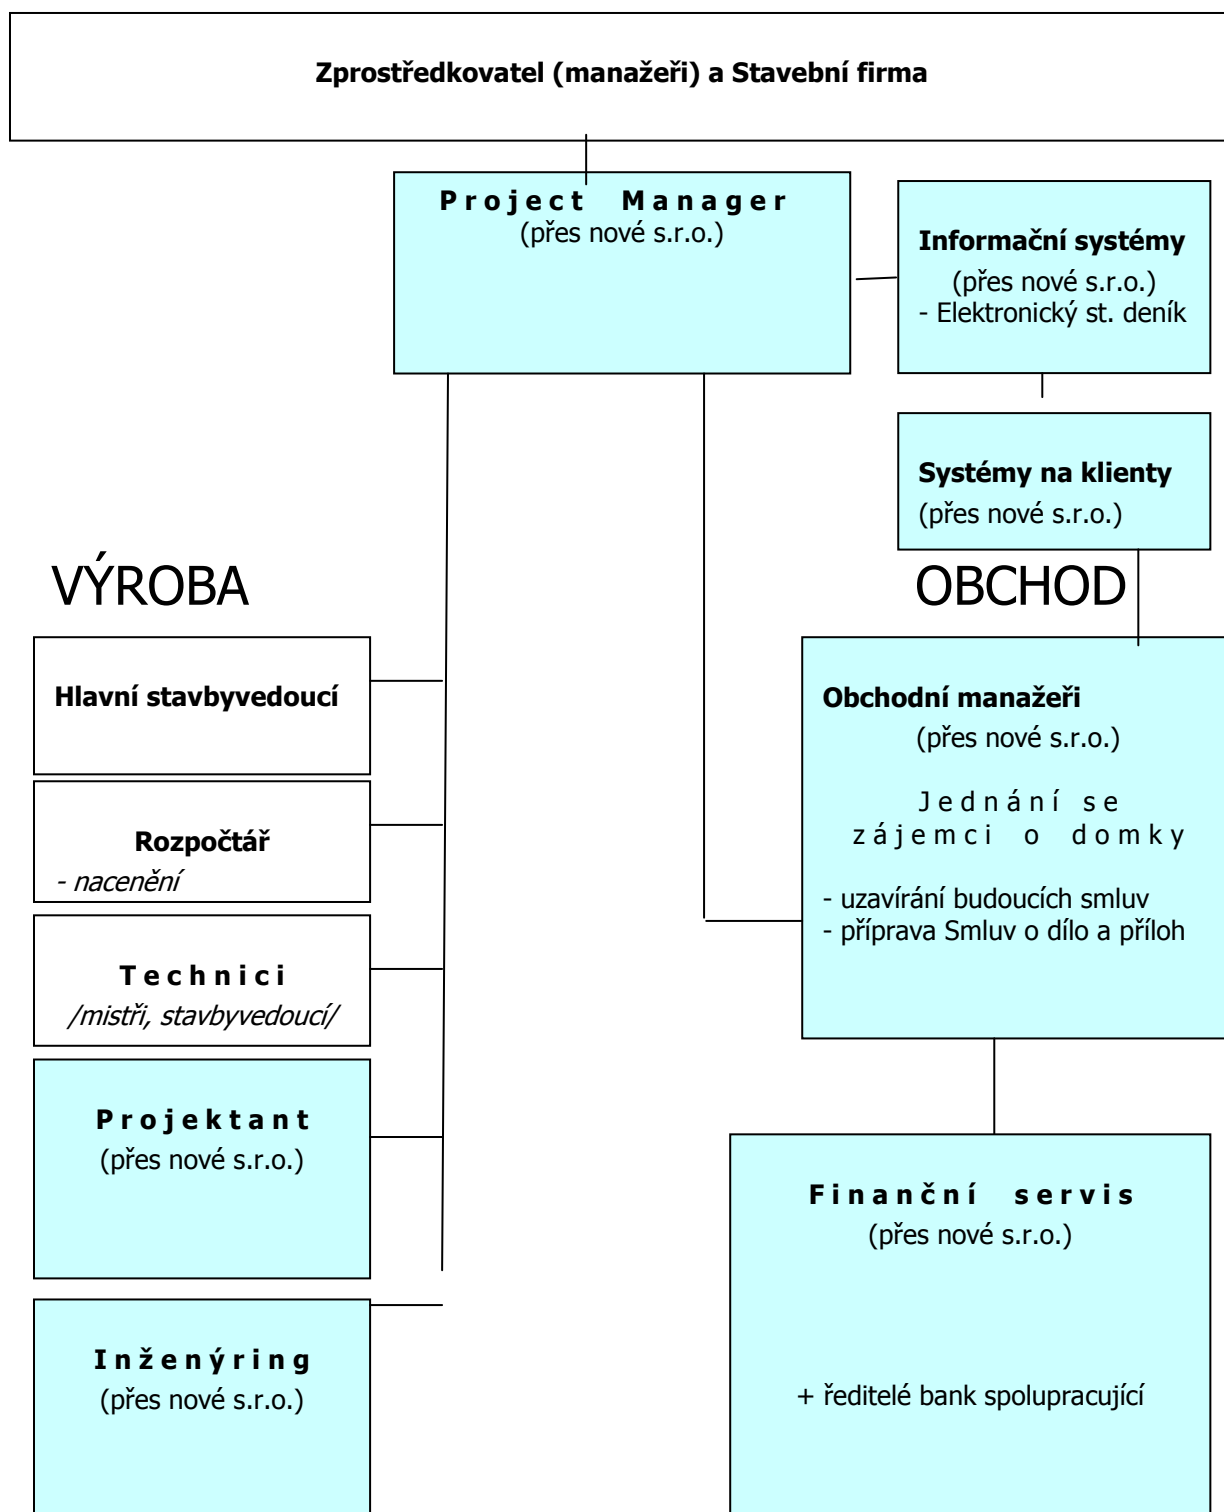 Zprostředkovatel (manažeři) a Stavební firma
Project Manager
(přes nové s.r.o.)
Informační systémy
(přes nové s.r.o.)
- Elektronický st. deník
Systémy na klienty
(přes nové s.r.o.)
VÝROBA
OBCHOD
Hlavní stavbyvedoucí
Rozpočtář
- nacenění
Technici
/mistři, stavbyvedoucí/
Projektant
(přes nové s.r.o.)
Inženýring
(přes nové s.r.o.)
Obchodní manažeři
(přes nové s.r.o.)
Jednání se
zájemci o domky
- uzavírání budoucích smluv
- příprava Smluv o dílo a příloh
Finanční servis
(přes nové s.r.o.)
+ ředitelé bank spolupracující